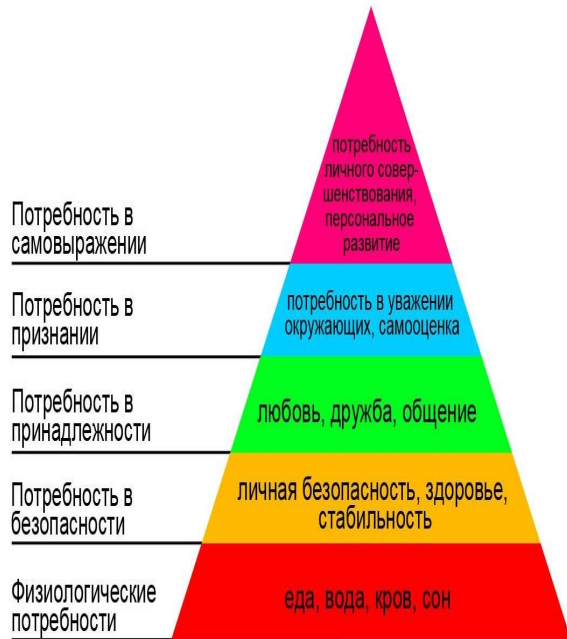 потребность
личного совер-
шенствования,
персональное
развитие
Потребность в
самовыражении
потребность в уважении
окружающих, самооценка
Потребность в
признании
любовь, дружба, общение
Потребность в
принадлежности
личная безопасность, здоровье,
стабильность
Потребность в
безопасности
еда, вода, кров, сон
Физиологические
потребности